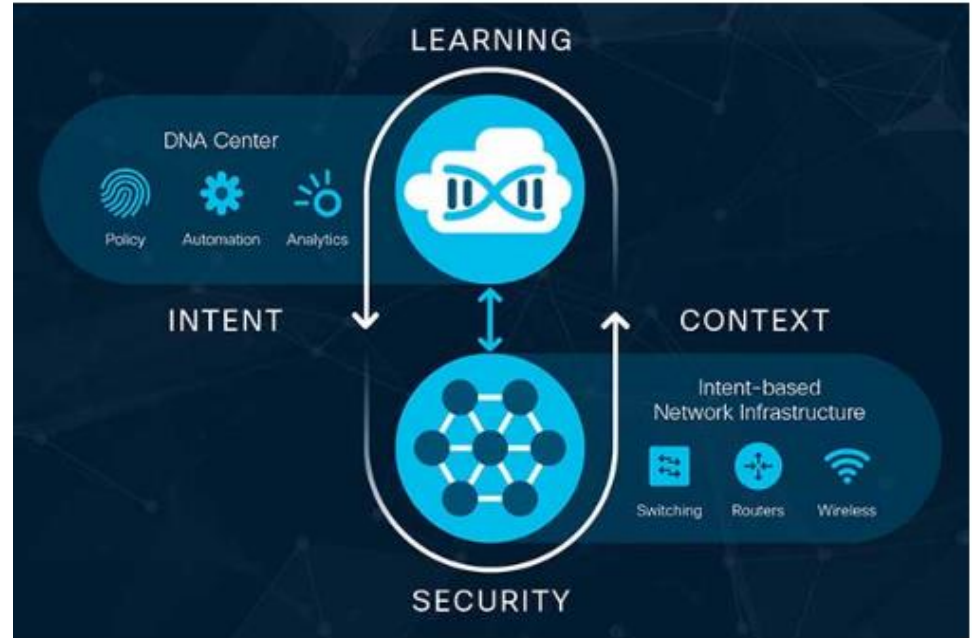 LEARNING
DNA Center
Policy Automation Analytics
INTENT
CONTEXT
Intent-based
Network Infrastructure
Switching Routers Wireless
SECURITY